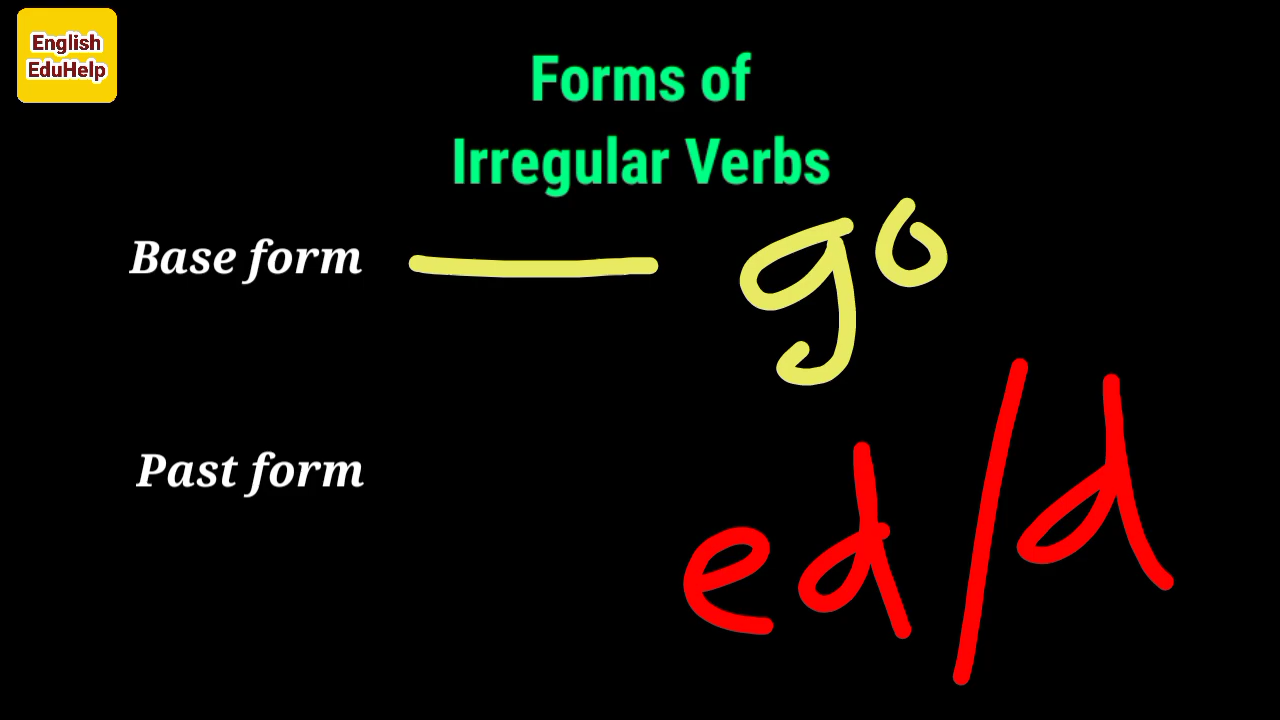 English
EduHelp
Forms of
Irregular Verbs
Base form go
Past form
ed/d